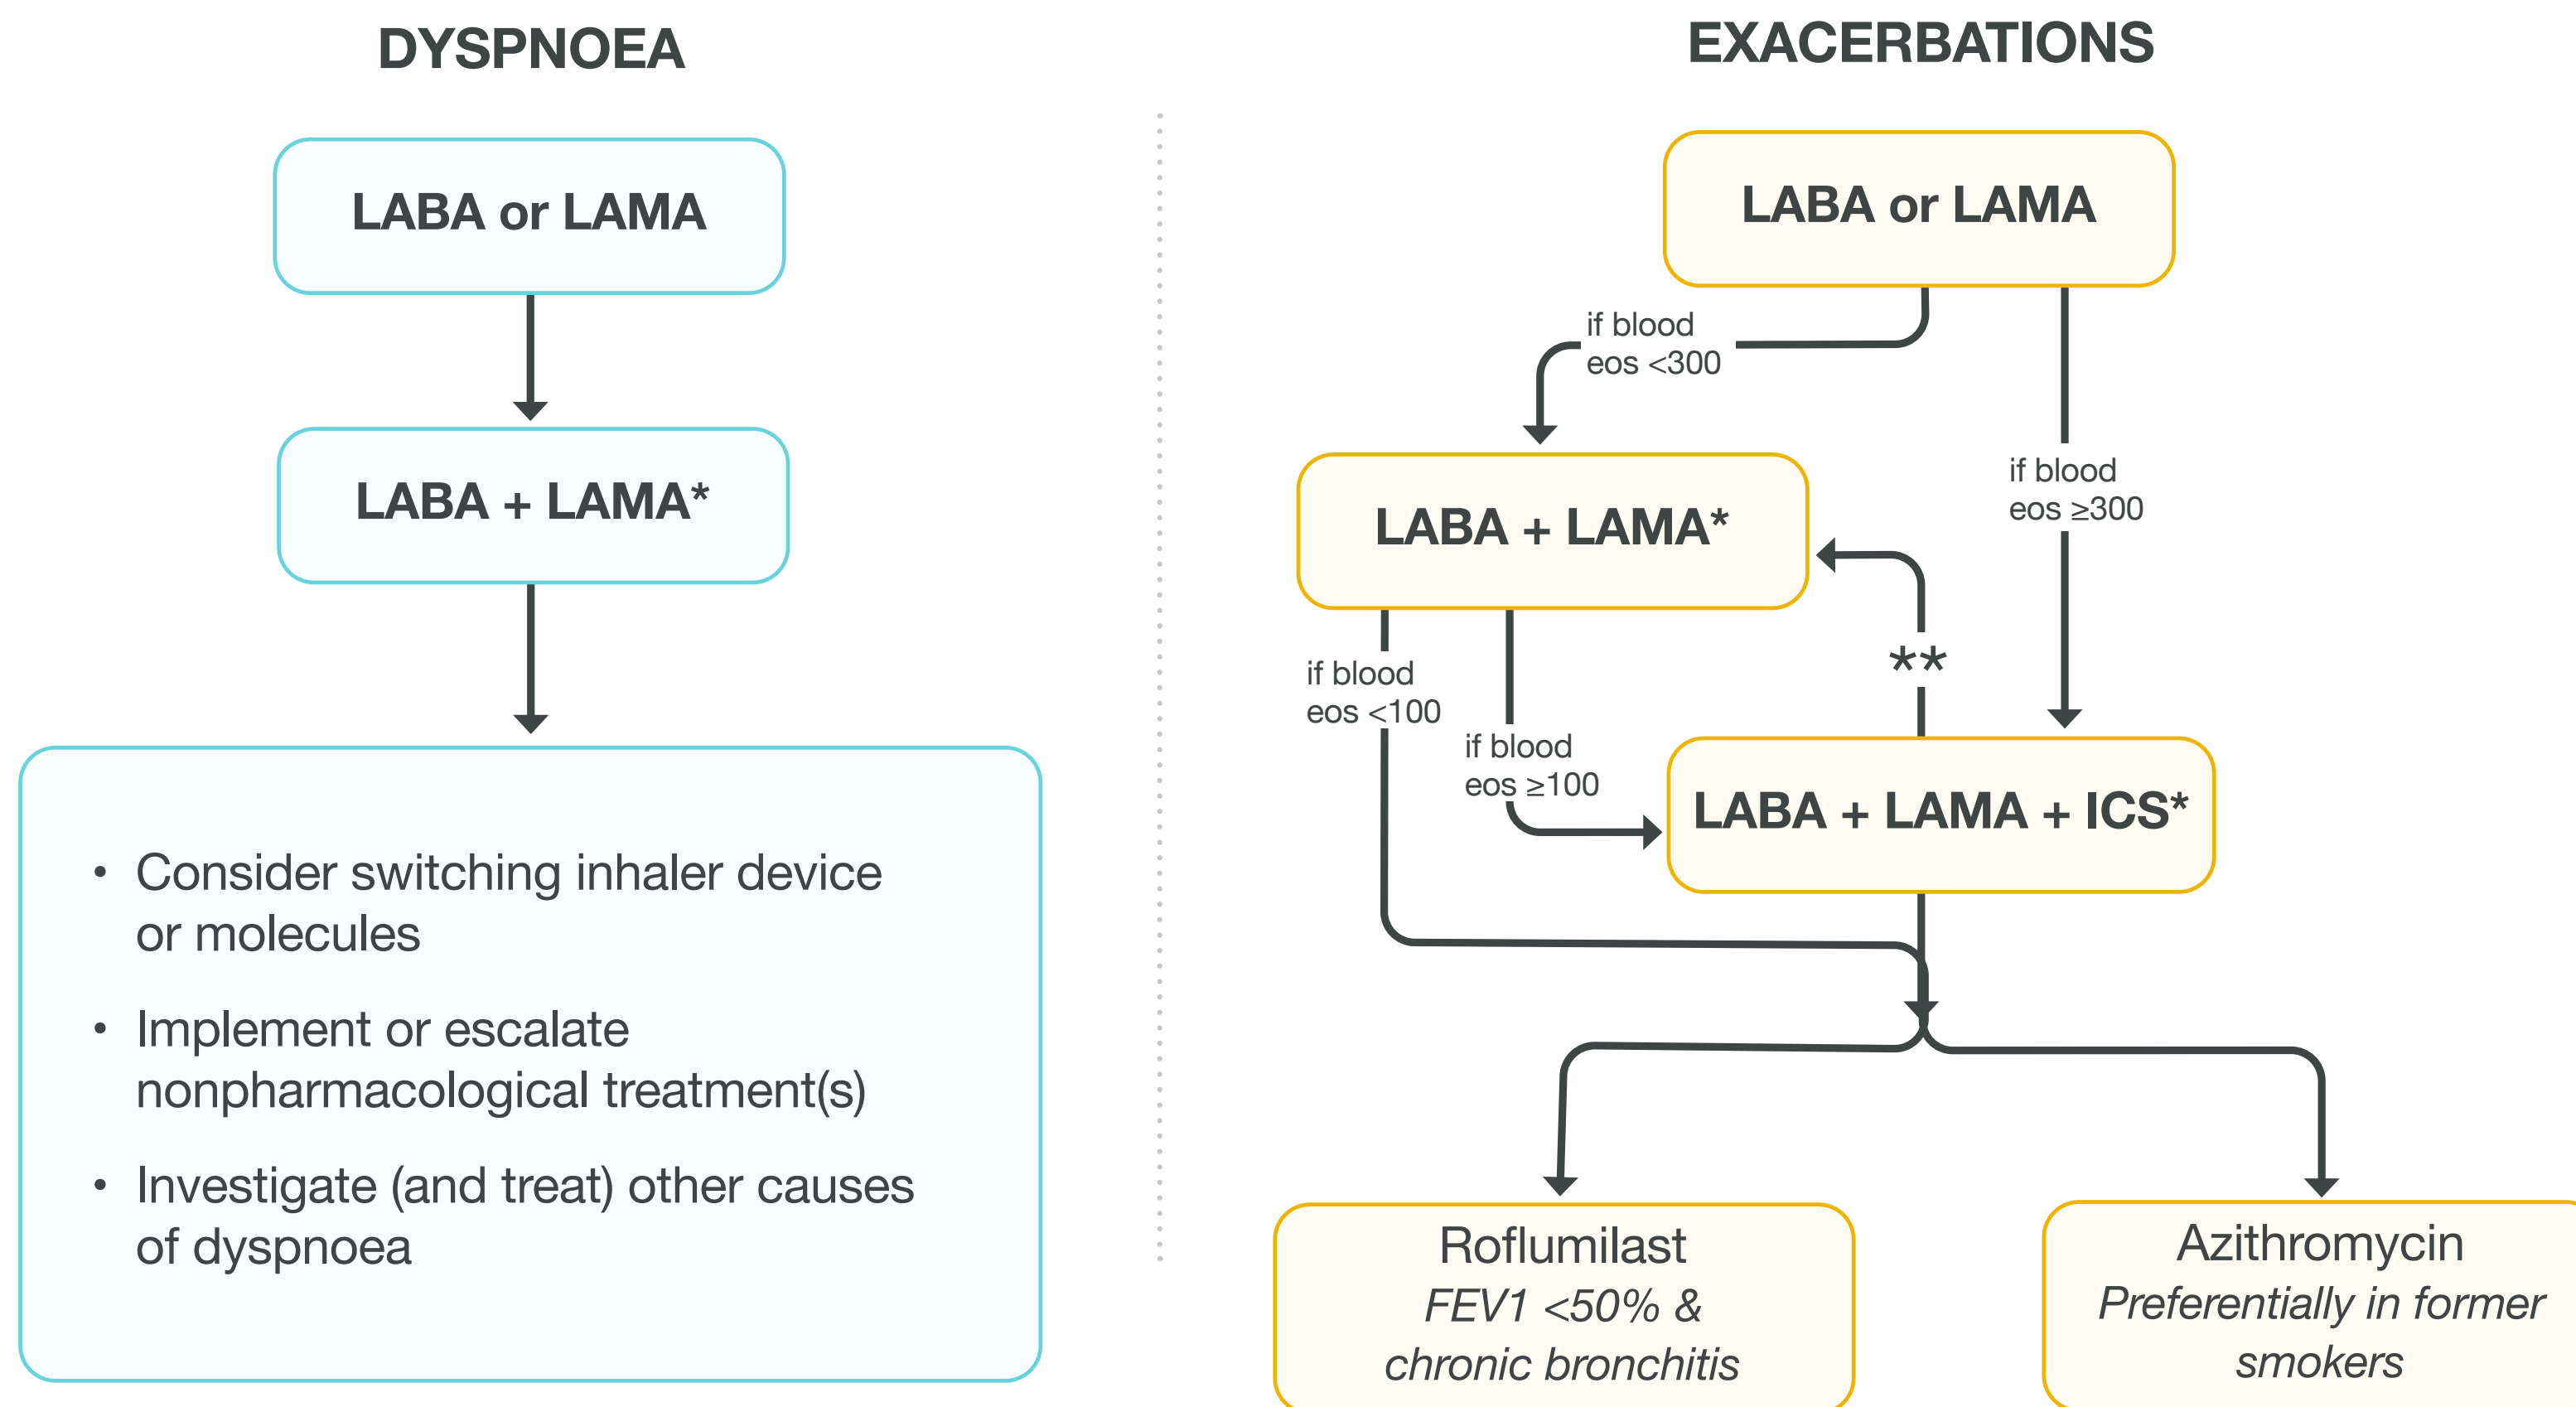 DYSPNOEA
LABA or LAMA
LABA + LAMA*
• Consider switching inhaler device
or molecules
• Implement or escalate
nonpharmacological treatment(s)
• Investigate (and treat) other causes
of dyspnoea
EXACERBATIONS
LABA or LAMA
if blood
eos <300
if blood
eos ≥300
LABA + LAMA*
**
if blood
eos <100
if blood
eos ≥100
LABA + LAMA + ICS*
Roflumilast
FEV1 <50% &
chronic bronchitis
Azithromycin
Preferentially in former
smokers